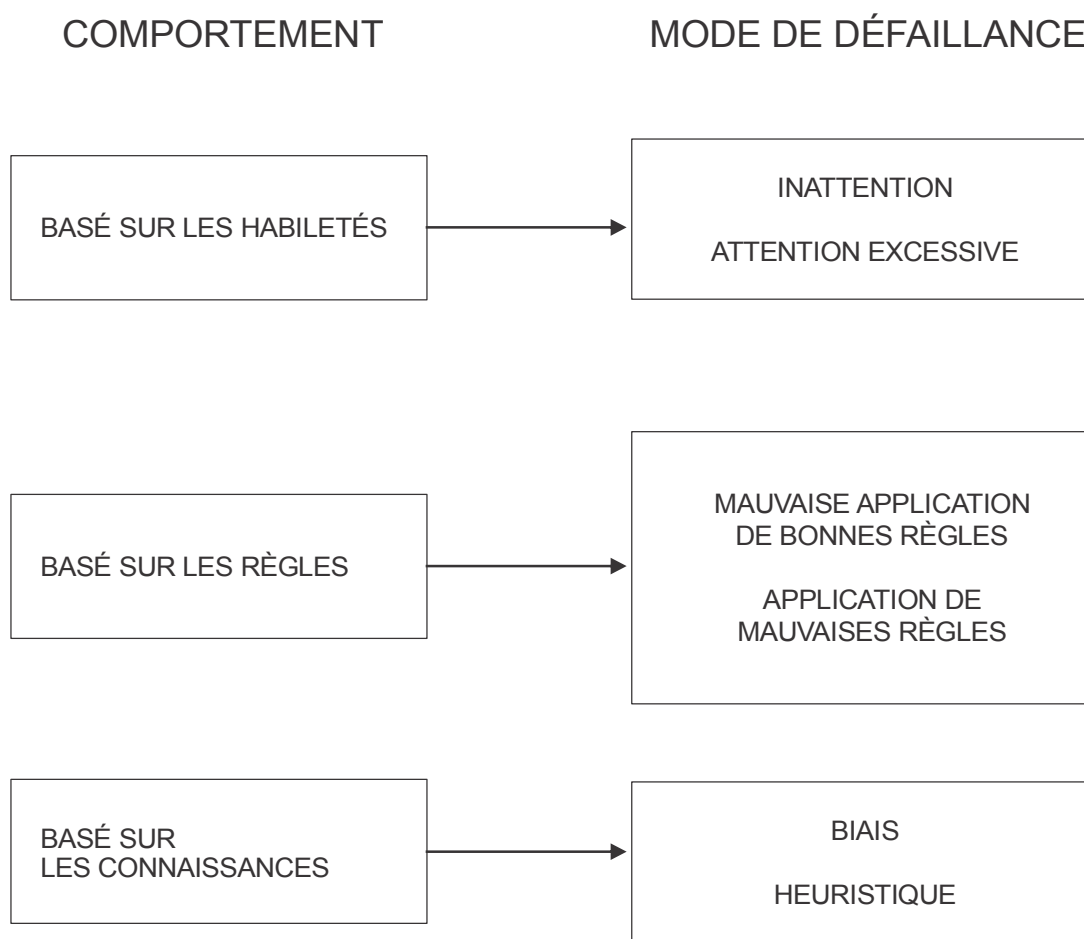 COMPORTEMENT
MODE DE DÉFAILLANCE
BASÉ SUR LES HABILETÉS
INATTENTION
ATTENTION EXCESSIVE
BASÉ SUR LES RÈGLES
MAUVAISE APPLICATION
DE BONNES RÈGLES
APPLICATION DE
MAUVAISES RÈGLES
BASÉ SUR
LES CONNAISSANCES
BIAIS
HEURISTIQUE